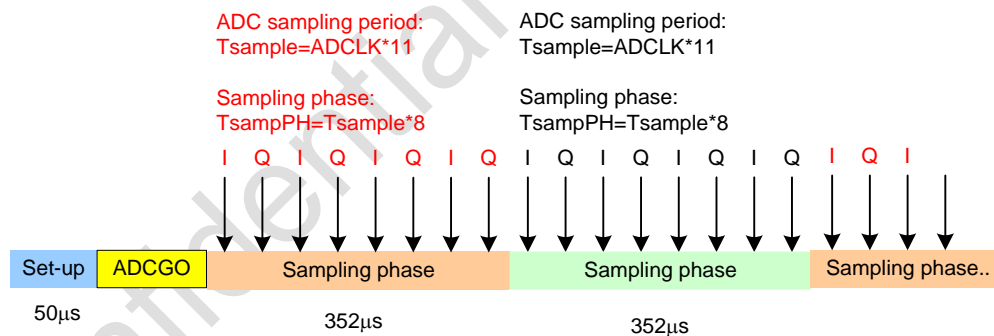 ADC sampling period:
Tsample=ADCLK*11
Sampling phase:
TsampPH=Tsample*8
ADC sampling period:
Tsample=ADCLK*11
Sampling phase:
TsampPH=Tsample*8
I Q I Q I Q I Q I Q I Q I Q I Q I Q I
Set-up ADCGO Sampling phase Sampling phase Sampling phase..
50μs 352μs 352μs